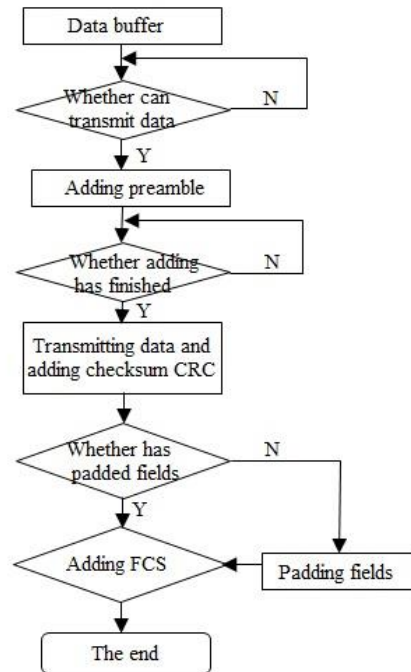 Data buffer
Whether can
N
transmit data
Y
Adding preamble
Whether adding
N
has finished
Y
Transmitting data and
adding checksum CRC
Whether has
N
padded fields
Y
Adding FCS
Padding fields
The end